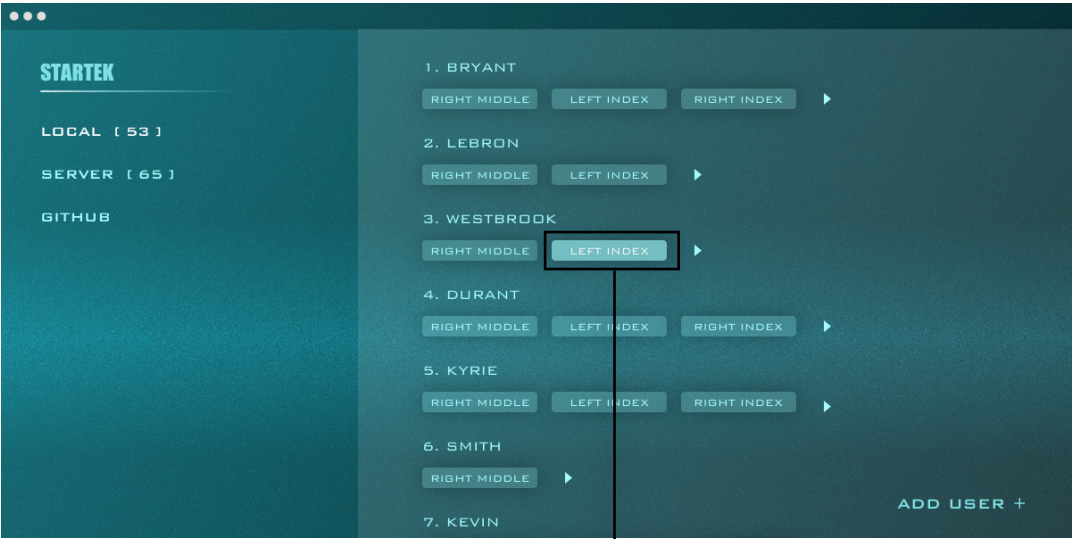 STARTEK
LOCAL [ 53 ]
SERVER [ 65 ]
GITHUB
1. BRYANT
RIGHT MIDDLE LEFT INDEX RIGHT INDEX
2. LEBRON
RIGHT MIDDLE LEFT INDEX
3. WESTBROOK
RIGHT MIDDLE LEFT INDEX
4. DURANT
RIGHT MIDDLE LEFT INDEX RIGHT INDEX
5. KYRIE
RIGHT MIDDLE LEFT INDEX RIGHT INDEX
6. SMITH
RIGHT MIDDLE
7. KEVIN
ADD USER +